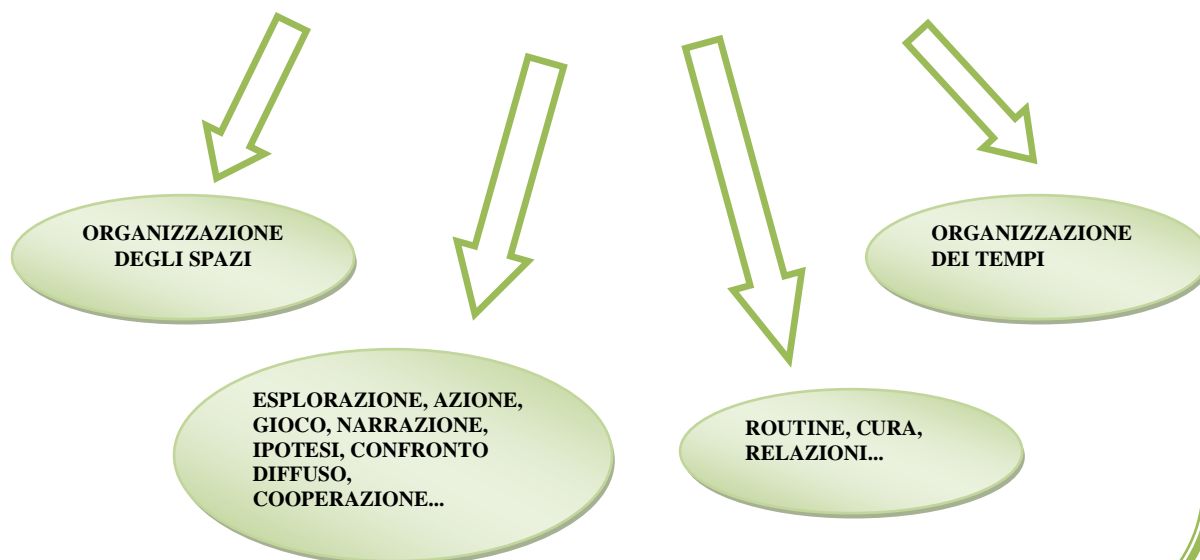 ORGANIZZAZIONE
DEGLI SPAZI
ORGANIZZAZIONE
DEI TEMPI
ESPLORAZIONE, AZIONE,
GIOCO, NARRAZIONE,
IPOTESI, CONFRONTO
DIFFUSO,
COOPERAZIONE...
ROUTINE, CURA,
RELAZIONI...